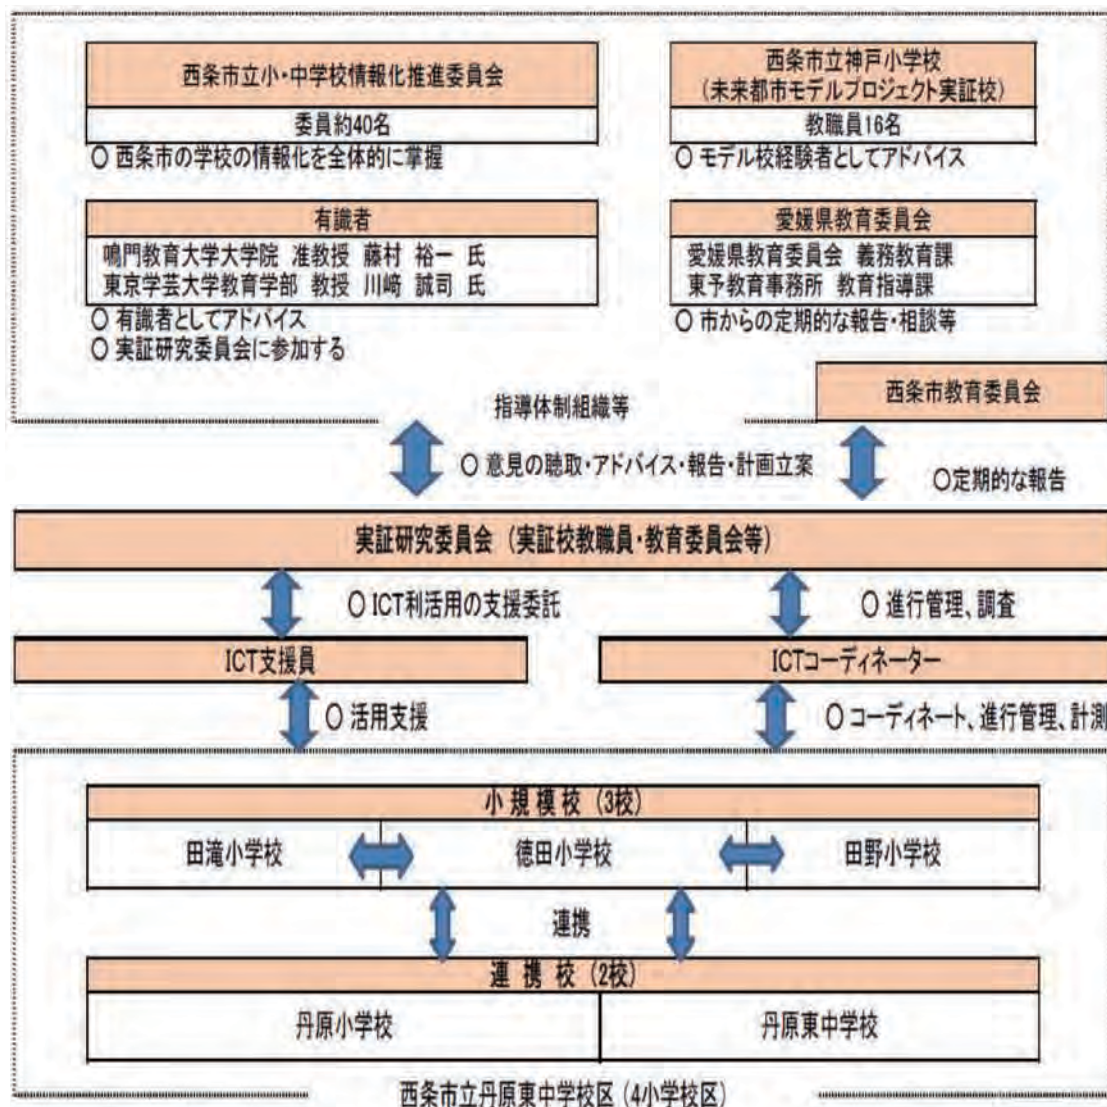 西条市立小・中学校情報化推進委員会
委員約40名
○ 西条市の学校の情報化を全体的に掌握
西条市立神戸小学校
(未来都市モデルプロジェクト実証校)
教職員16名
○ モデル校経験者としてアドバイス
有識者
鳴門教育大学大学院 准教授 藤村 裕一 氏
東京学芸大学教育学部 教授 川﨑 誠司 氏
○ 有識者としてアドバイス
○ 実証研究委員会に参加する
愛媛県教育委員会
愛媛県教育委員会 義務教育課
東予教育事務所 教育指導課
○ 市からの定期的な報告・相談等
西条市教育委員会
指導体制組織等
○ 意見の聴取・アドバイス・報告・計画立案
○定期的な報告
実証研究委員会 (実証校教職員・教育委員会等)
○ ICT利活用の支援委託
○ 進行管理、調査
ICT支援員
ICTコーディネーター
○ 活用支援
○ コーディネート、進行管理、計測
小規模校 (3校)
田滝小学校
徳田小学校
田野小学校
連携
連携校 (2校)
丹原小学校
丹原東中学校
西条市立丹原東中学校区 (4小学校区)